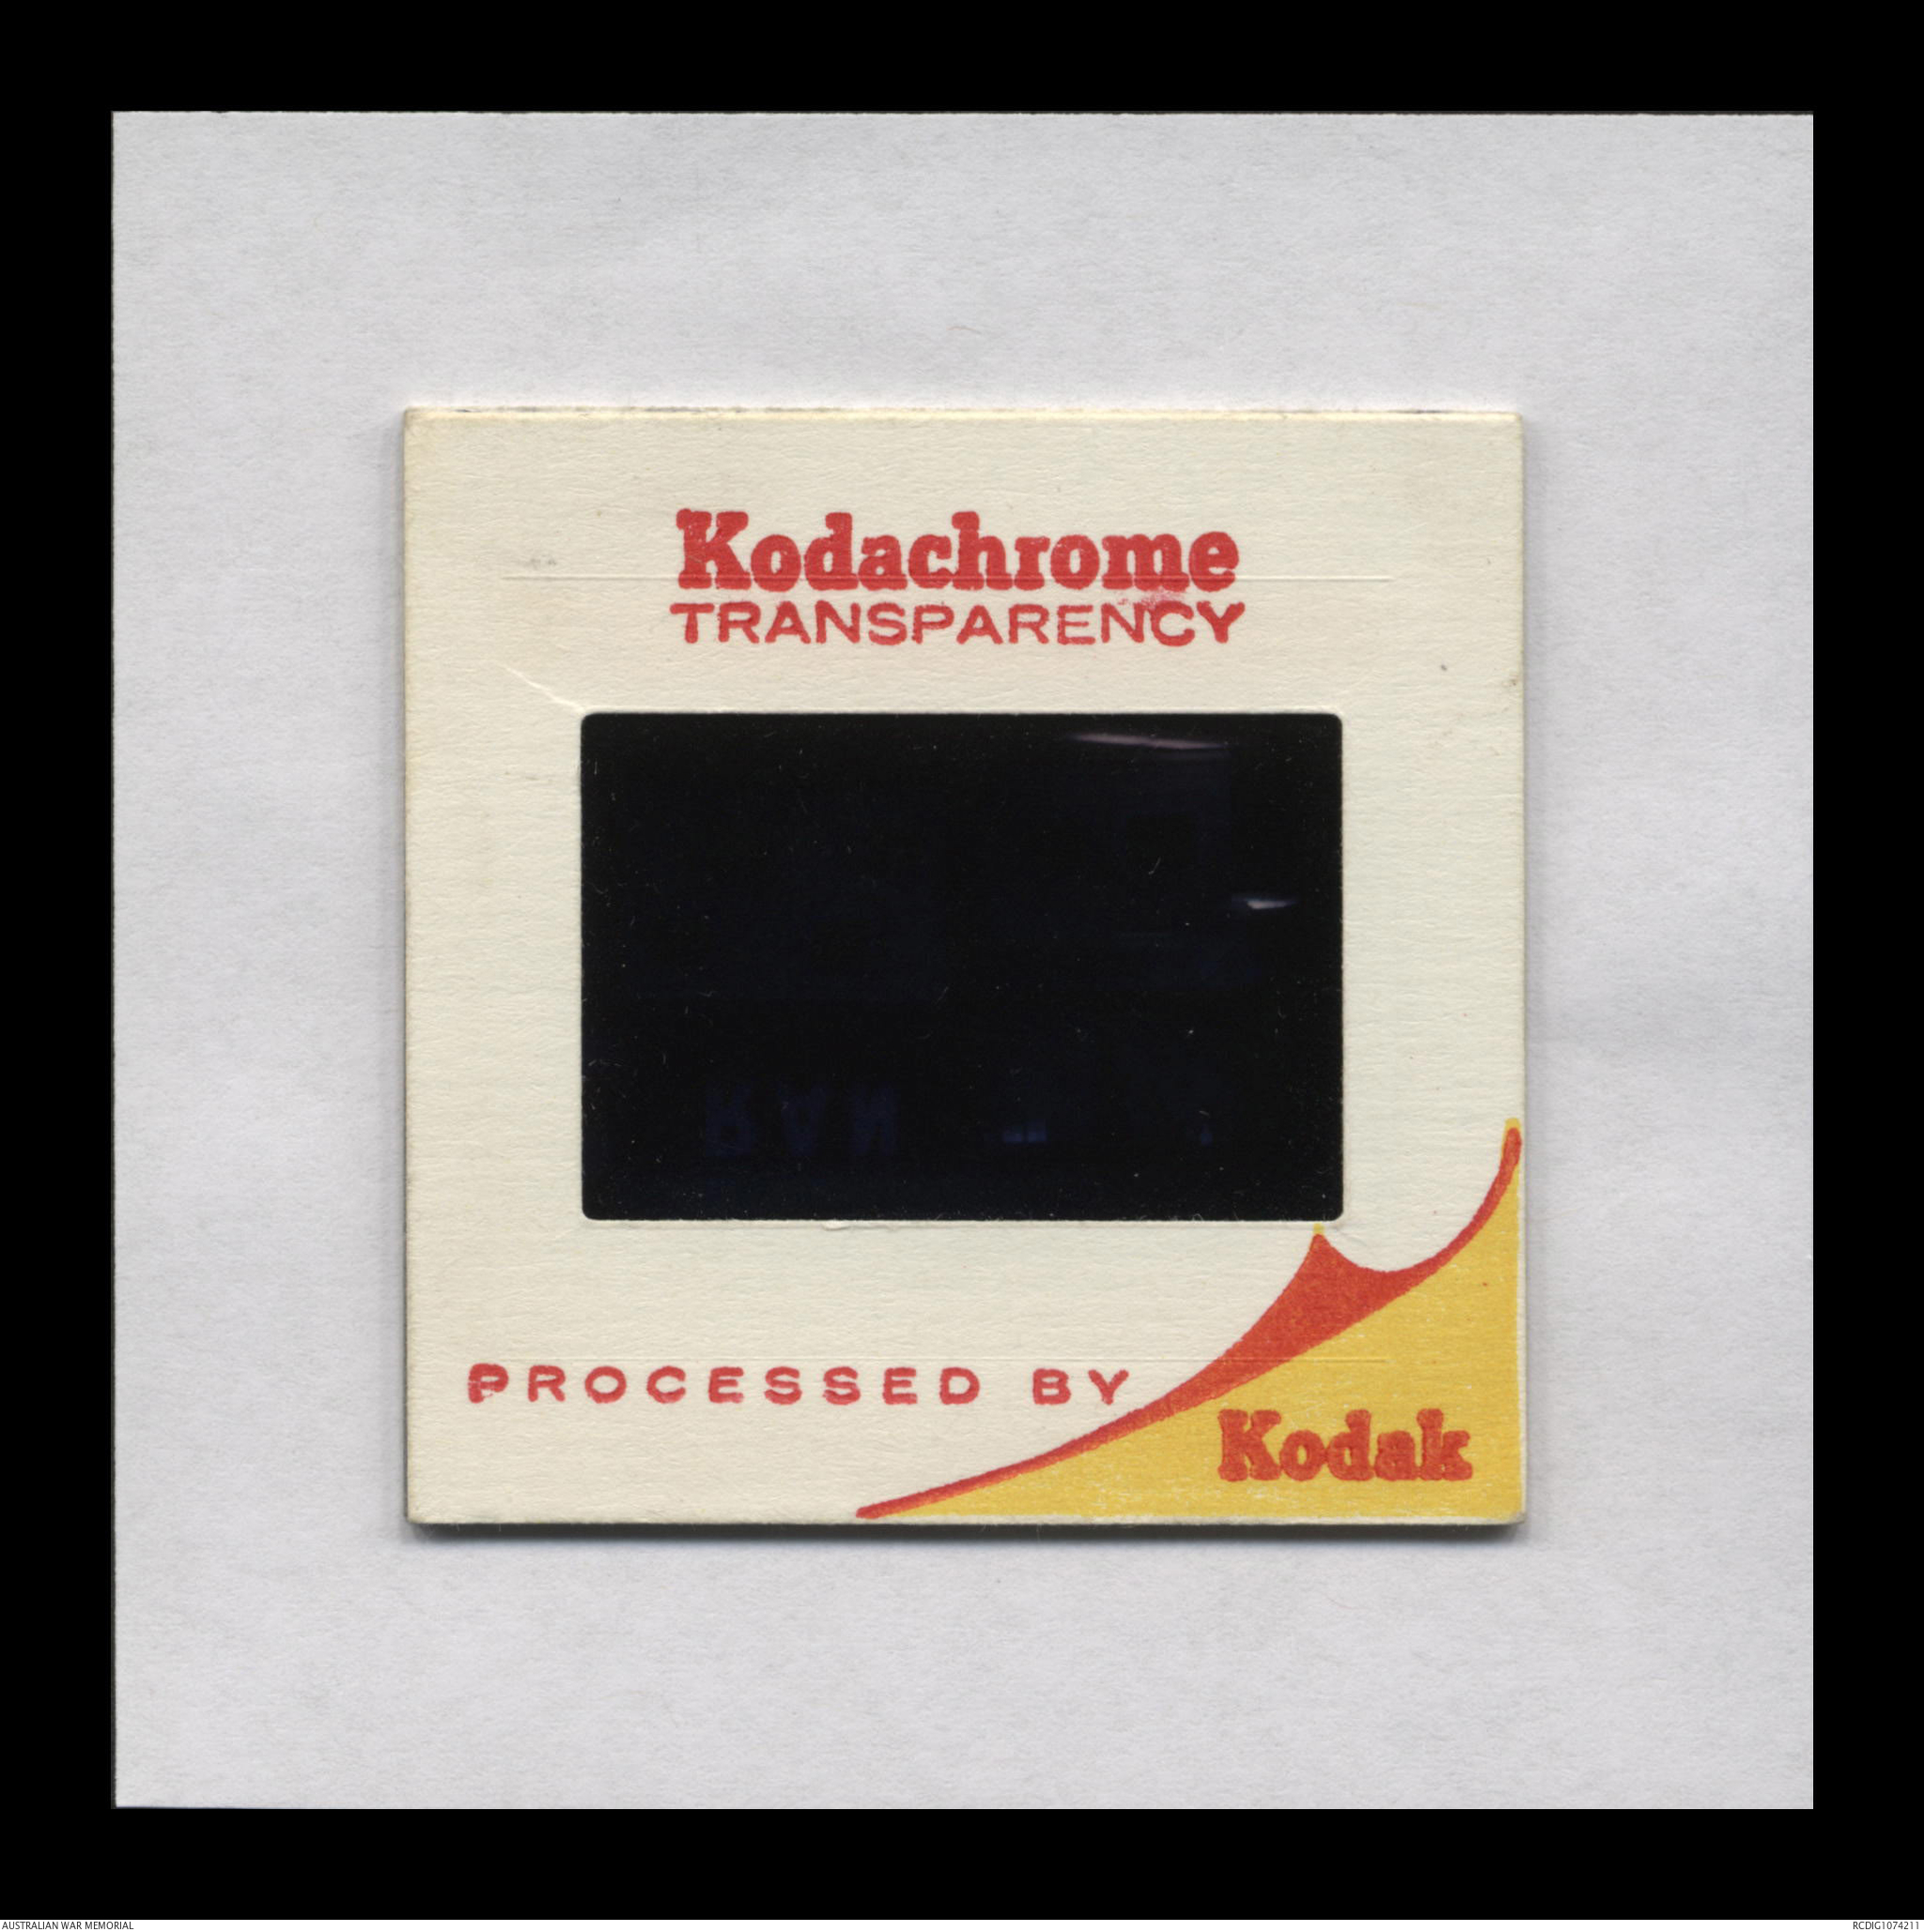 Kodachrome
TRANSPARENCY
PROCESSED BY
Kodak
AUSTRALIAN WAR MEMORIAL
RCDIG1074211